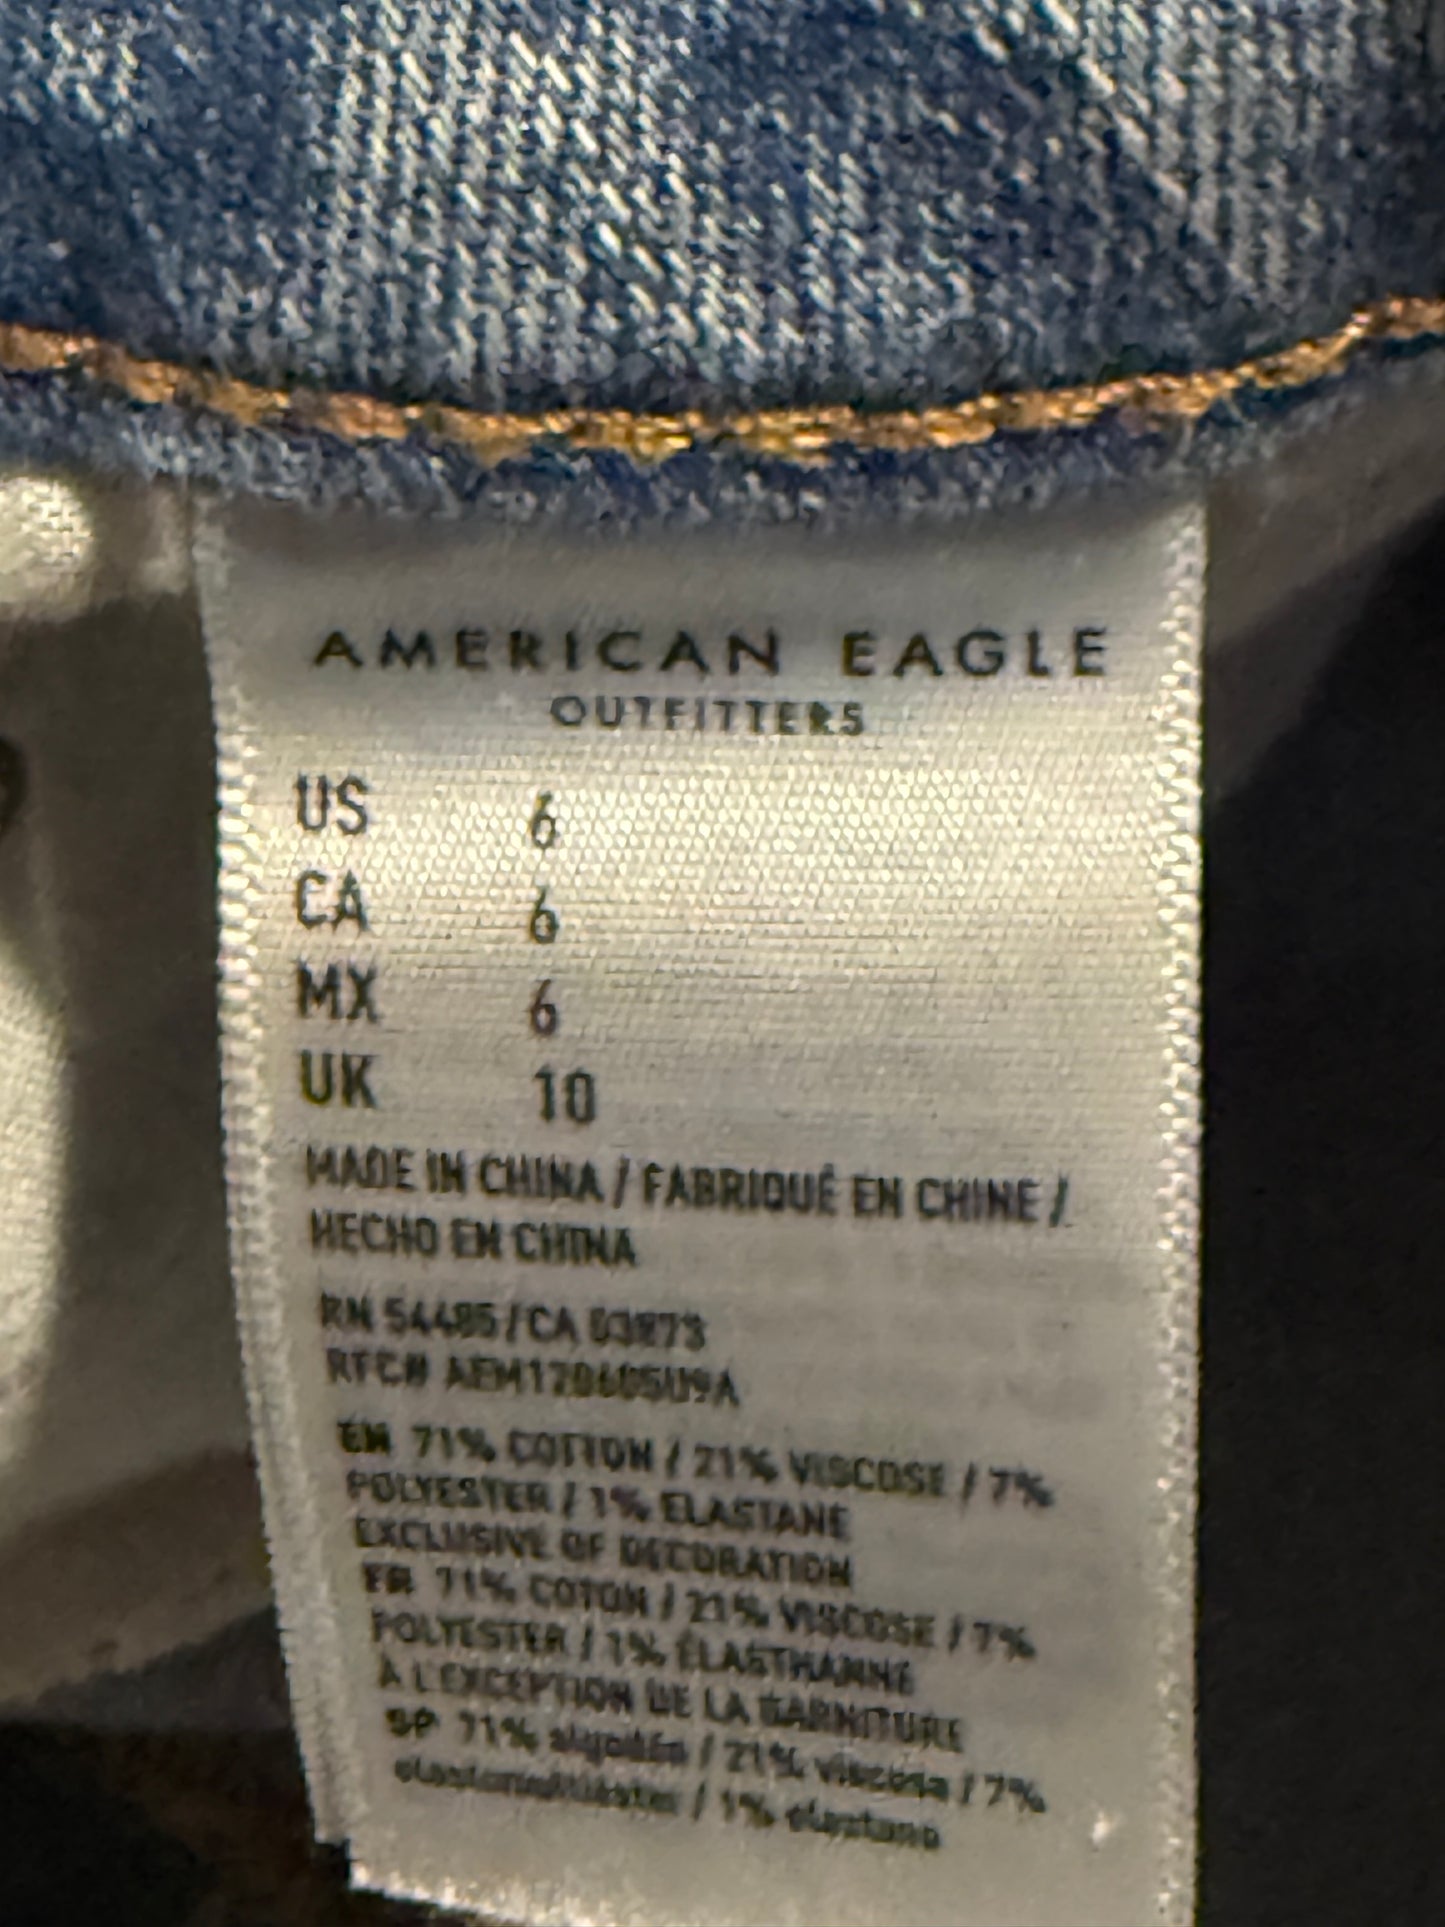 AMERICAN EAGLE
OUTFITTERS
US 6
CA 6
MX 6
UK 10
MADE IN CHINA / FABRIQUÉ EN CHINE /
HECHO EN CHINA
RN 54485 / CA 03873
RFC#
EN 71% COTTON / 21% VISCOSE / 7%
POLYESTER / 1% ELASTANE
EXCLUSIVE OF DECORATION
FR 71% COTON / 21% VISCOSE / 7%
POLYESTER / 1% ÉLASTHANNE
À L'EXCEPTION DE LA GARNITURE
SP 71% algodón / 21% viscosa / 7%
/ 1% elastano